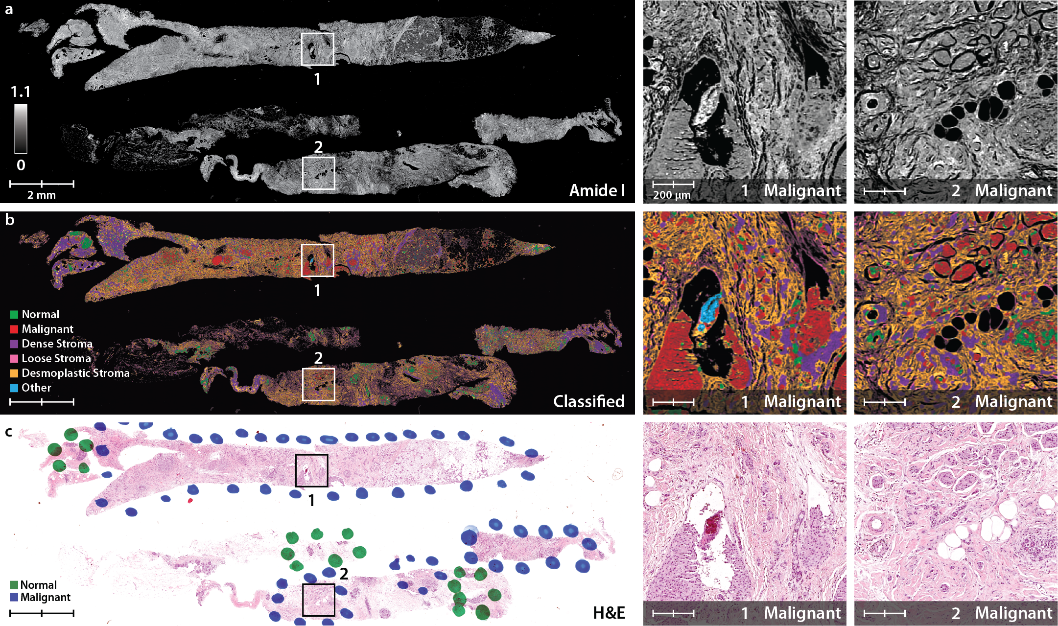 a
1
1.1
0
2 mm
2
Amide I
200 µm
1 Malignant
2 Malignant
b
1
Normal
Malignant
Dense Stroma
Loose Stroma
Desmoplastic Stroma
Other
2
Classified
1 Malignant
2 Malignant
c
1
2
Normal
Malignant
H&E
1 Malignant
2 Malignant